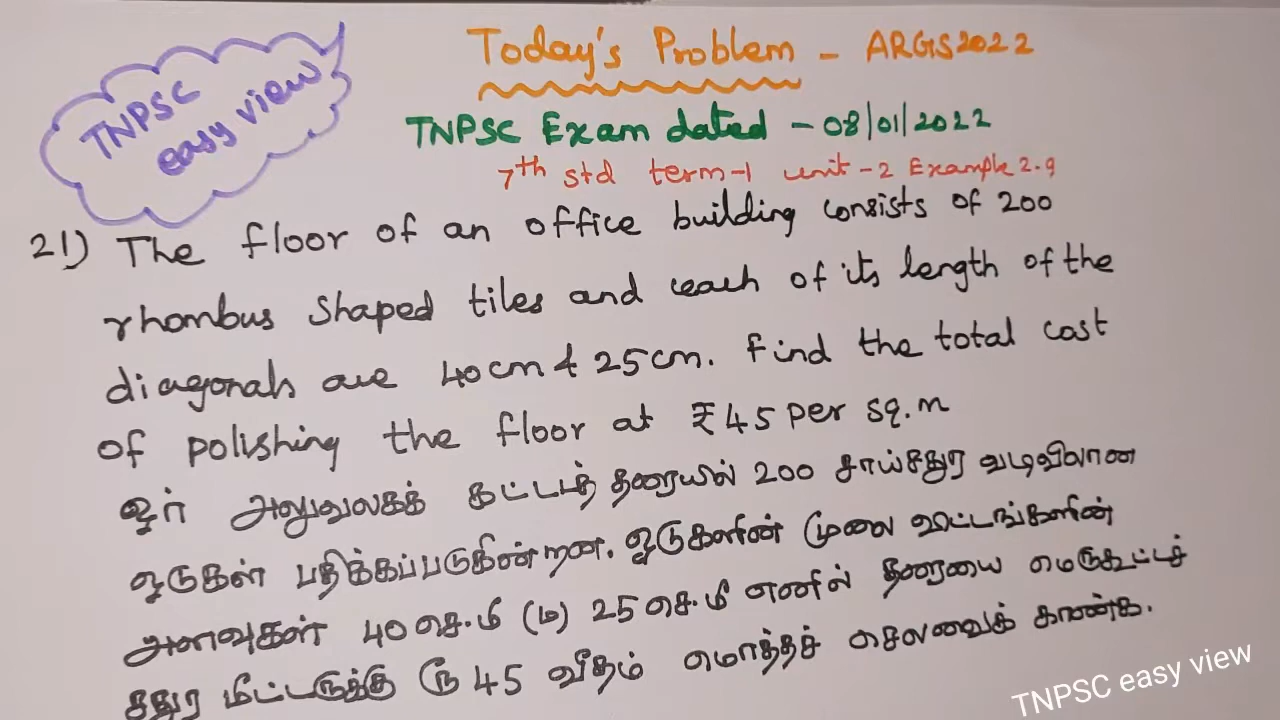 TNPSC
easy view
Today's Problem - ARGS2022
TNPSC Exam dated - 08/01/2022
7th std term-1 unit-2 Example 2.9
21) The floor of an office building consists of 200
rhombus shaped tiles and each of its length of the
diagonals are 40cm & 25cm. Find the total cost
of polishing the floor at ₹45 per sq.m
ஓர் அலுவலகக் கட்டடத் தரையில் 200 சாய்சதுர வடிவிலான
ஓடுகள் பதிக்கப்படுகின்றன. ஓடுகளின் மூலை விட்டங்களின்
அளவுகள் 40 செ.மீ (ம) 25 செ.மீ எனில் தரையை மெருகூட்டச்
சதுர மீட்டருக்கு ரூ 45 வீதம் மொத்தச் செலவைக் காண்க.
TNPSC easy view